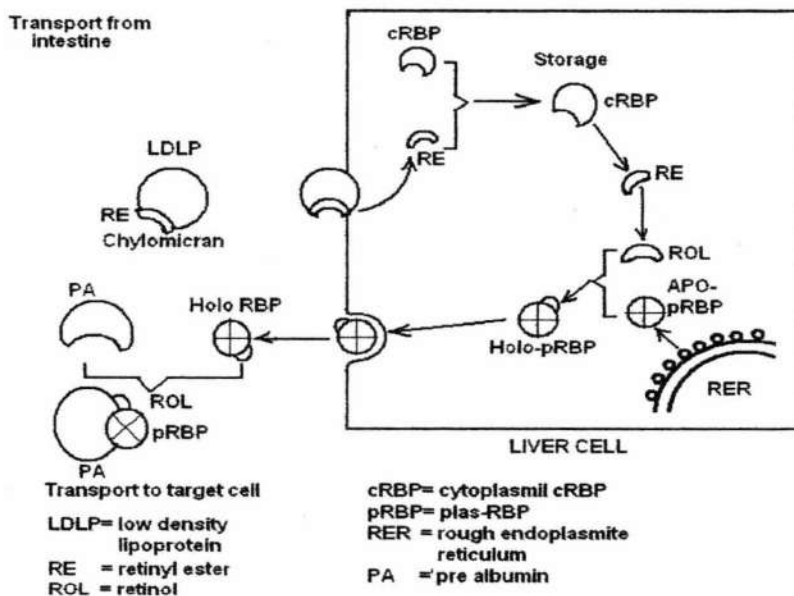 Transport from
intestine
cRBP
Storage
cRBP
RE
LDLP
RE
RE
Chylomicran
ROL
PA
Holo RBP
APO-
pRBP
Holo-pRBP
ROL
RER
pRBP
PA
LIVER CELL
Transport to target cell
LDLP= low density
lipoprotein
RE = retinyl ester
ROL = retinol
cRBP= cytoplasmil cRBP
pRBP= plas-RBP
RER = rough endoplasmite
reticulum
PA = pre albumin